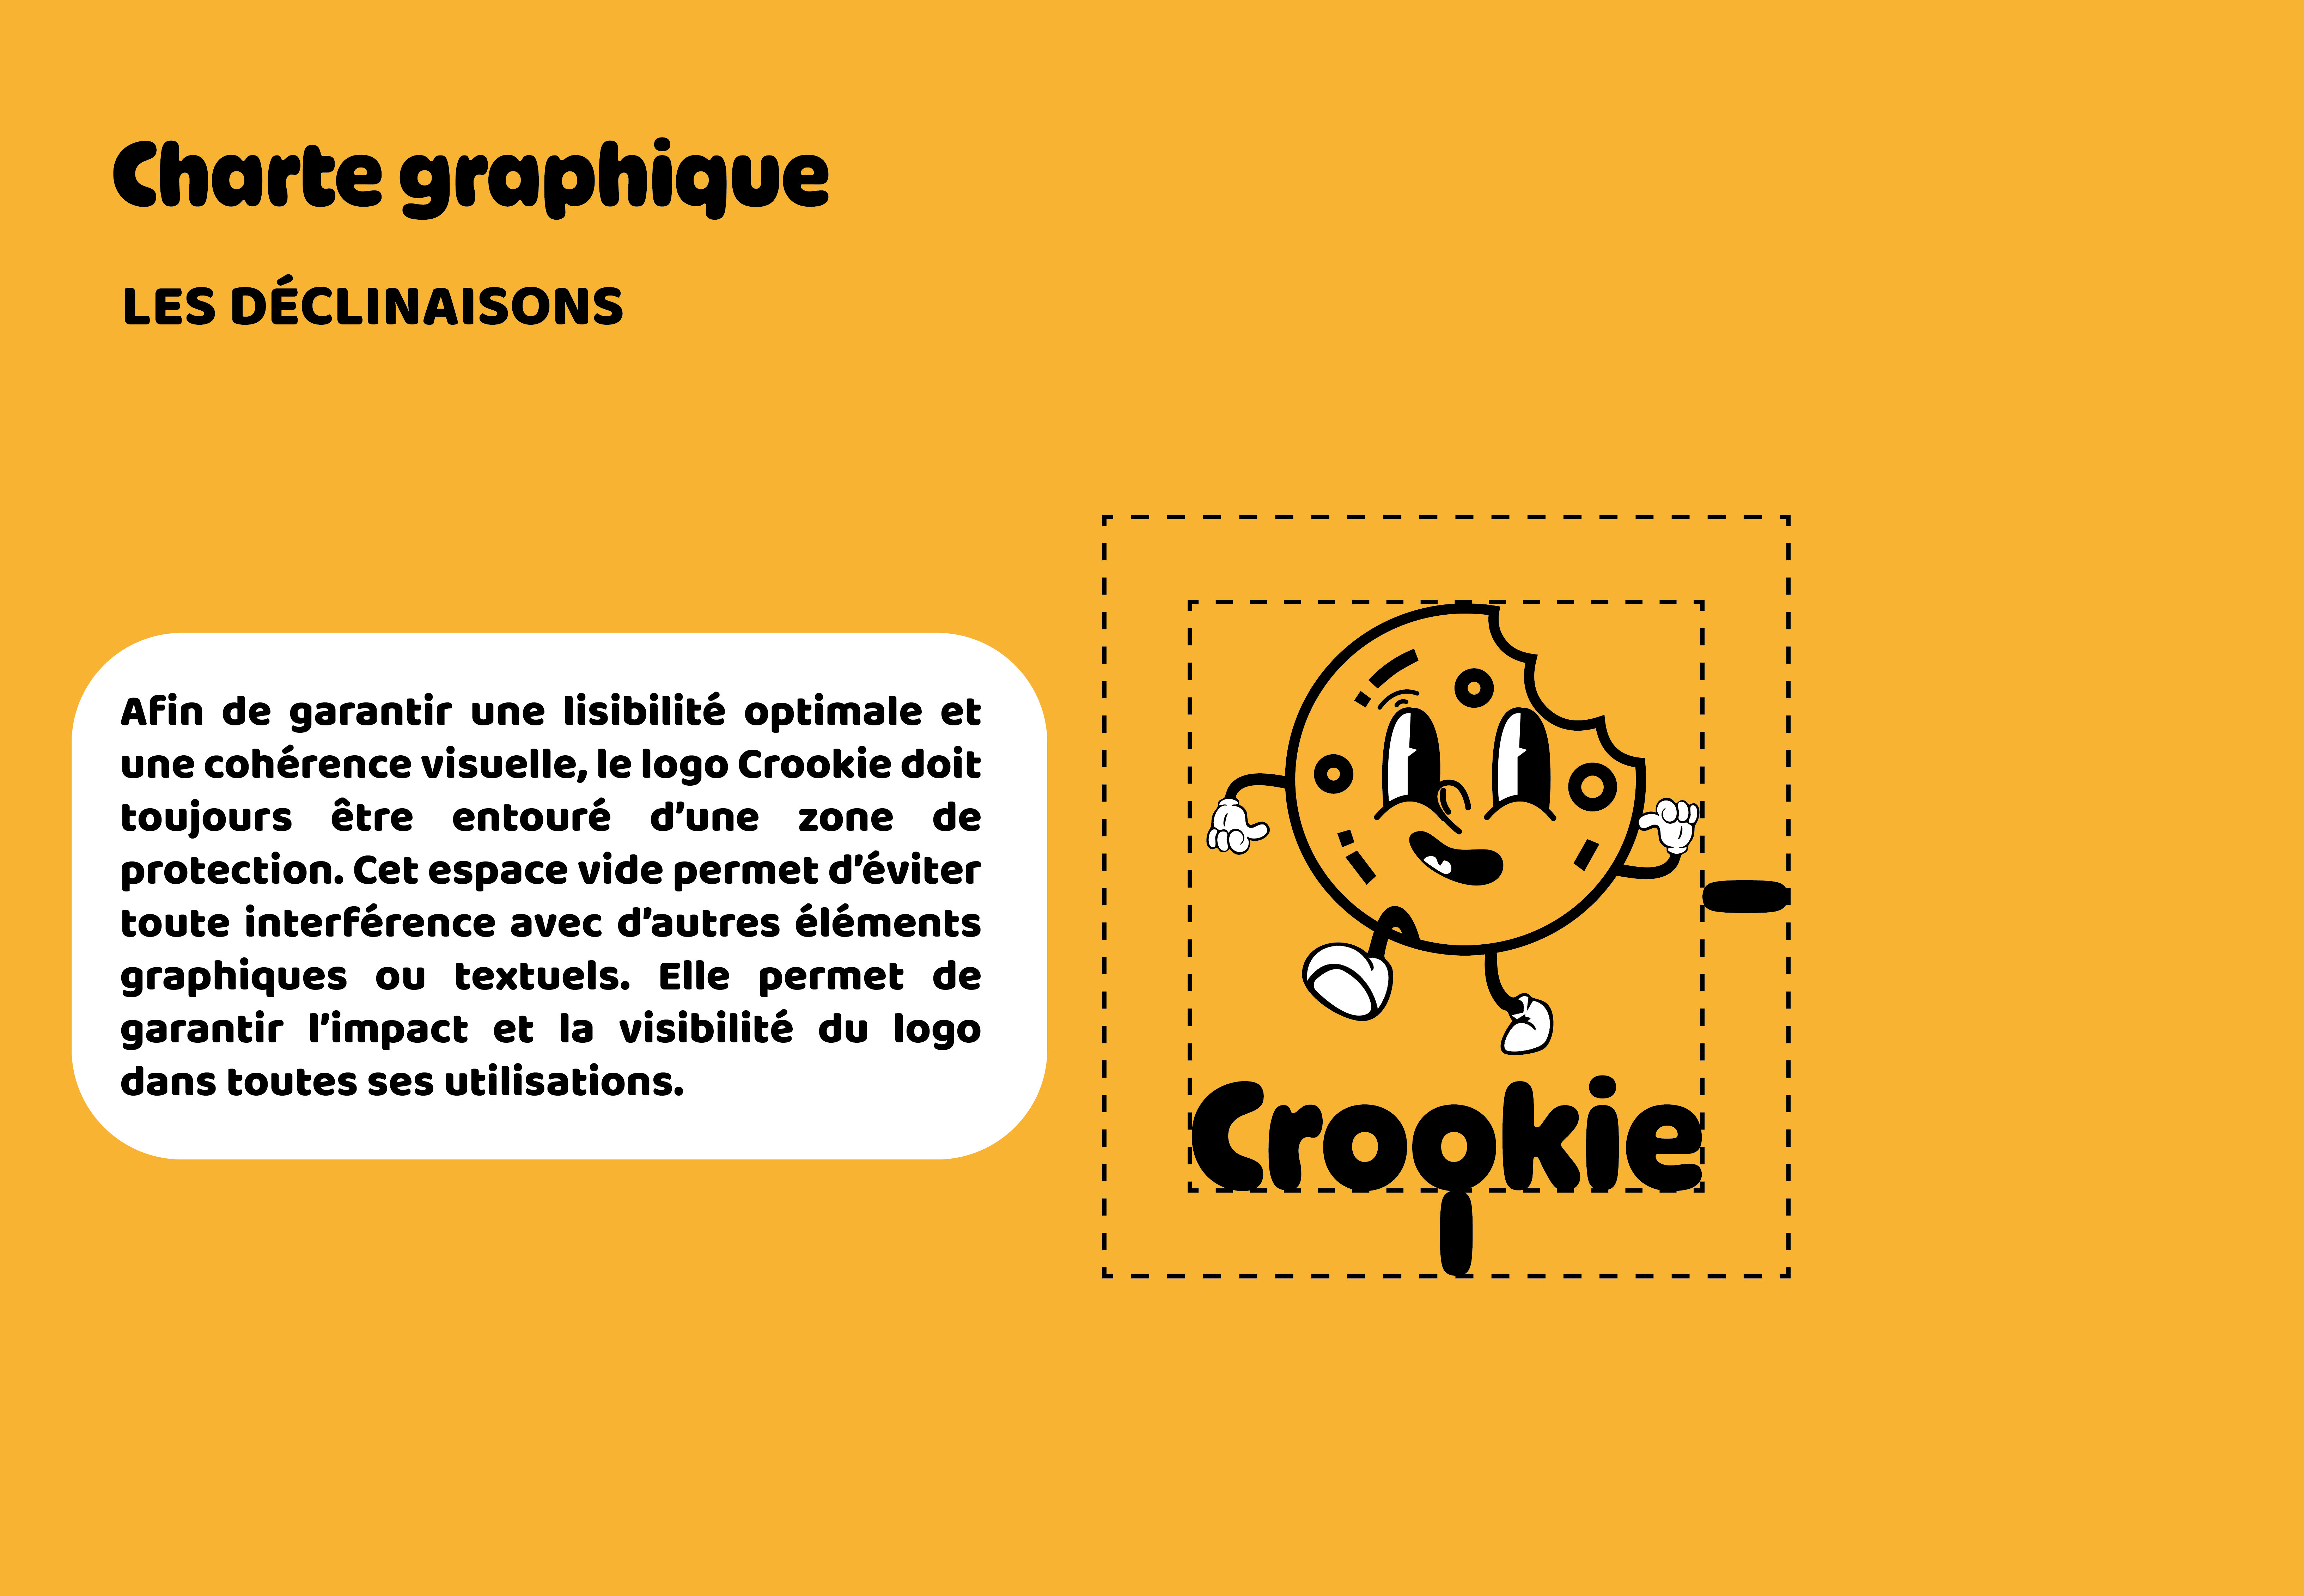 Charte graphique
LES DÉCLINAISONS
Afin de garantir une lisibilité optimale et
une cohérence visuelle, le logo Crookie doit
toujours être entouré d'une zone de
protection. Cet espace vide permet d'éviter
toute interférence avec d'autres éléments
graphiques ou textuels. Elle permet de
garantir l'impact et la visibilité du logo
dans toutes ses utilisations.
Crookie